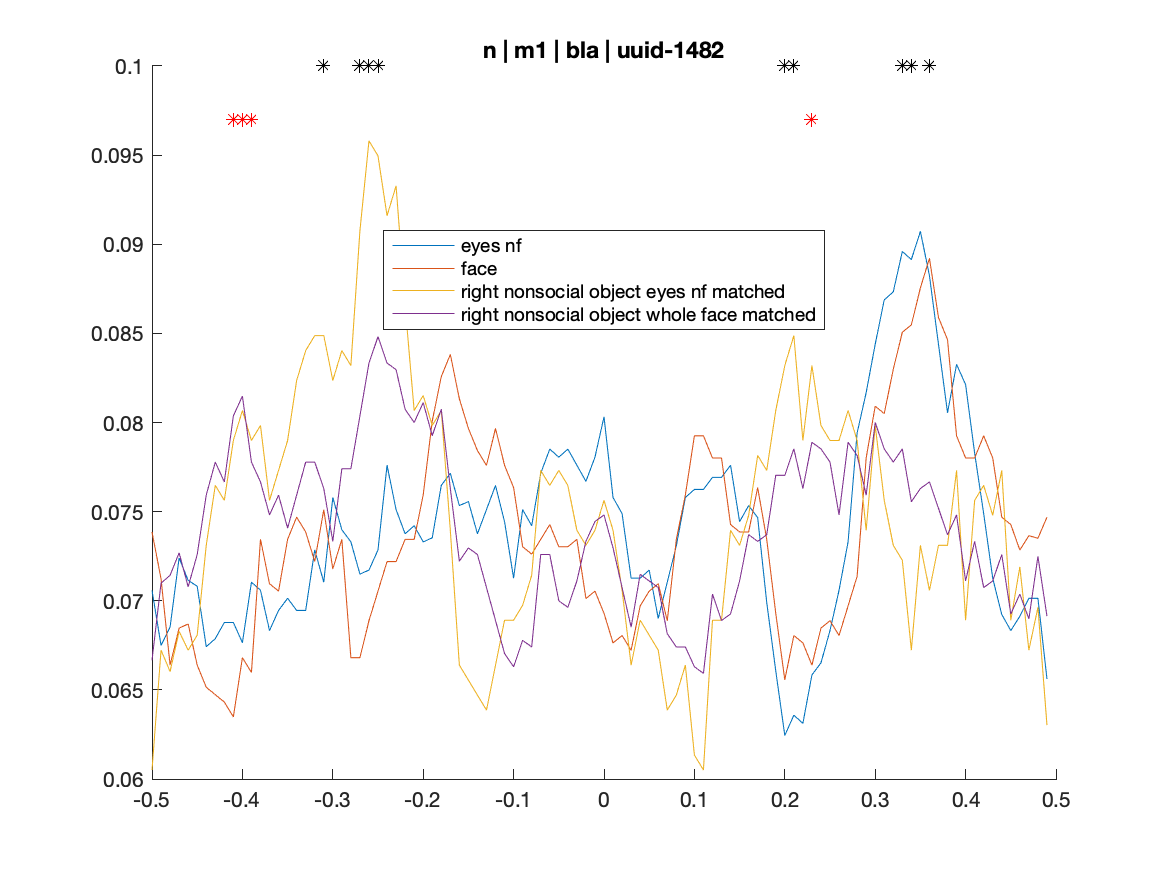 n | m1 | bla | uuid-1482
0.1
0.095
0.09
0.085
0.08
0.075
0.07
0.065
0.06
eyes nf
face
right nonsocial object eyes nf matched
right nonsocial object whole face matched
-0.5 -0.4 -0.3 -0.2 -0.1 0 0.1 0.2 0.3 0.4 0.5